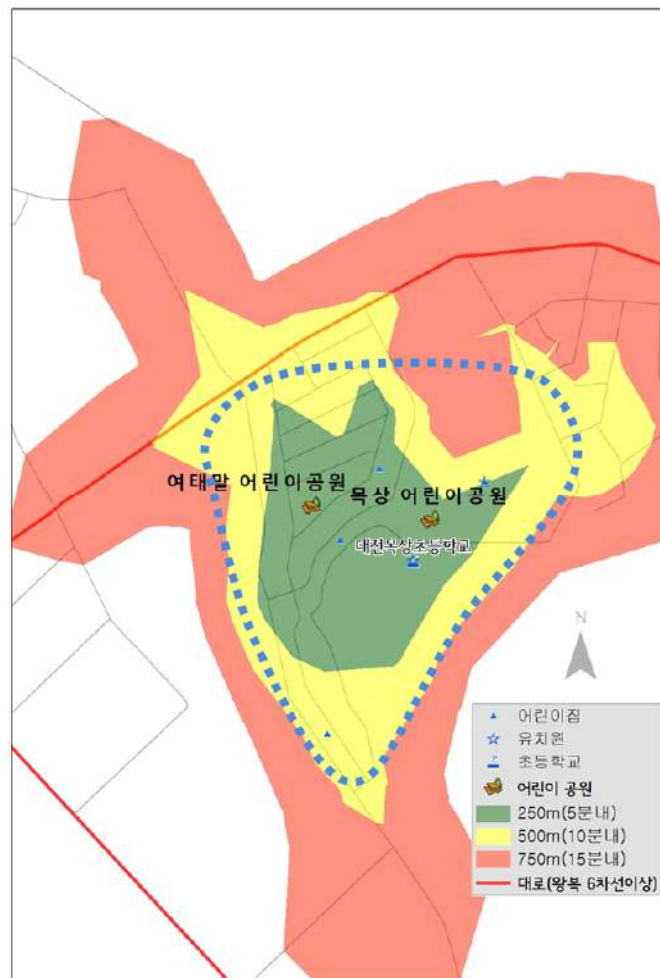 여태말 어린이공원
목상 어린이공원
대전목상초등학교
N
어린이집
유치원
초등학교
어린이 공원
250m(5분내)
500m(10분내)
750m(15분내)
대로(왕복 6차선이상)